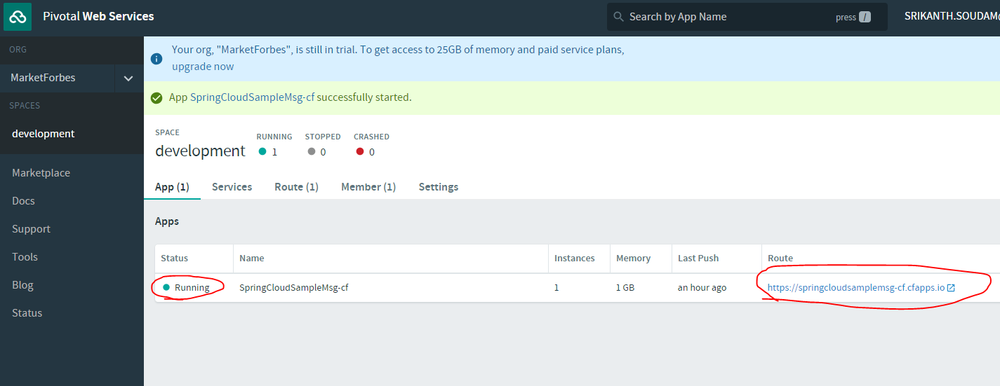 Pivotal Web Services
Search by App Name
press /
SRIKANTH.SOUDAM@
ORG
MarketForbes
SPACES
development
Marketplace
Docs
Support
Tools
Blog
Status
Your org, "MarketForbes", is still in trial. To get access to 25GB of memory and paid service plans,
upgrade now
App SpringCloudSampleMsg-cf successfully started.
SPACE
development
RUNNING STOPPED CRASHED
1 0 0
App (1) Services Route (1) Member (1) Settings
Apps
Status Name Instances Memory Last Push Route
Running SpringCloudSampleMsg-cf 1 1 GB an hour ago https://springcloudsamplemsg-cf.cfapps.io